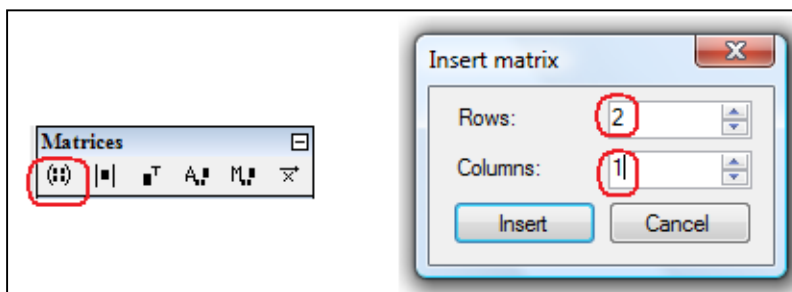 Matrices
(⁝⁝) |▪| ▪ᵀ A,▪ M,▪ x⃗
Insert matrix
Rows: 2
Columns: 1
Insert Cancel